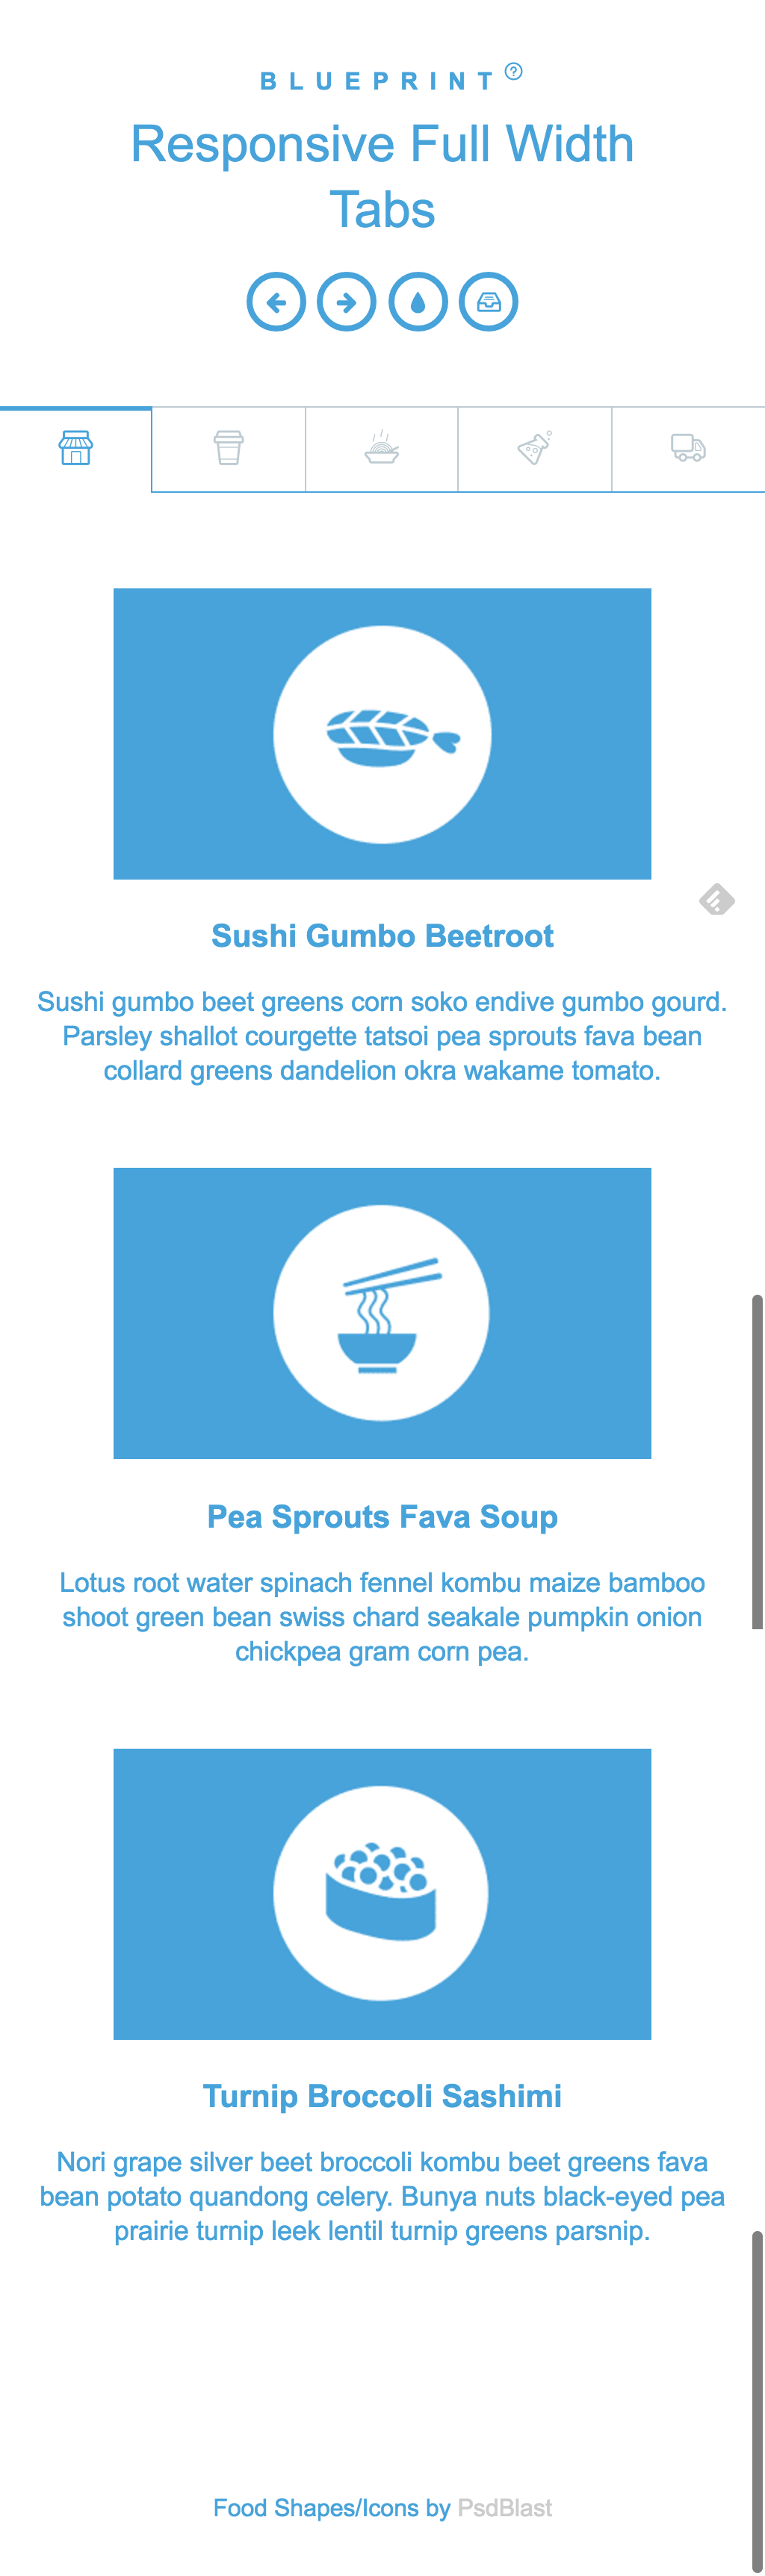 BLUEPRINT
Responsive Full Width
Tabs
Sushi Gumbo Beetroot
Sushi gumbo beet greens corn soko endive gumbo gourd.
Parsley shallot courgette tatsoi pea sprouts fava bean
collard greens dandelion okra wakame tomato.
Pea Sprouts Fava Soup
Lotus root water spinach fennel kombu maize bamboo
shoot green bean swiss chard seakale pumpkin onion
chickpea gram corn pea.
Turnip Broccoli Sashimi
Nori grape silver beet broccoli kombu beet greens fava
bean potato quandong celery. Bunya nuts black-eyed pea
prairie turnip leek lentil turnip greens parsnip.
Food Shapes/Icons by PsdBlast